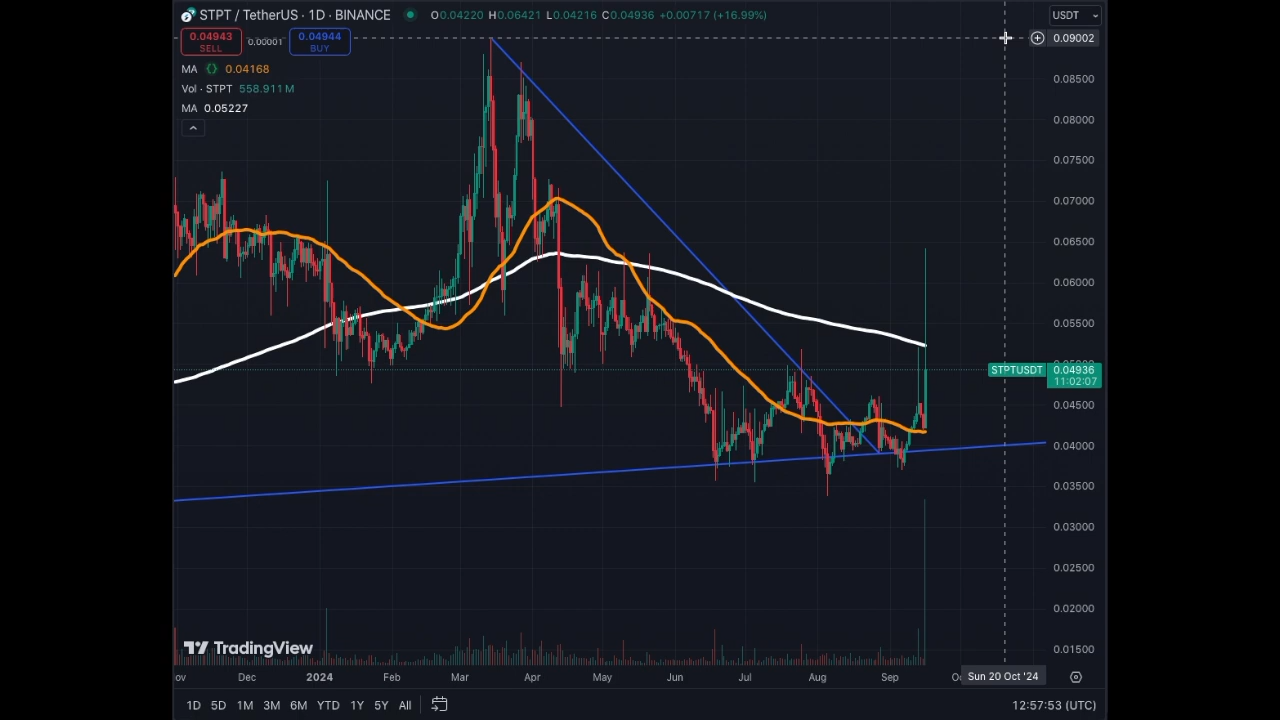 STPT / TetherUS · 1D · BINANCE O0.04220 H0.06421 L0.04216 C0.04936 +0.00717 (+16.99%)
USDT
0.04943
SELL
0.00001
0.04944
BUY
0.09002
MA {} 0.04168
Vol · STPT 558.911 M
MA 0.05227
0.08500
0.08000
0.07500
0.07000
0.06500
0.06000
0.05500
STPTUSDT 0.04936
11:02:07
0.04500
0.04000
0.03500
0.03000
0.02500
0.02000
0.01500
TradingView
ov Dec 2024 Feb Mar Apr May Jun Jul Aug Sep Sun 20 Oct '24
1D 5D 1M 3M 6M YTD 1Y 5Y All 12:57:53 (UTC)